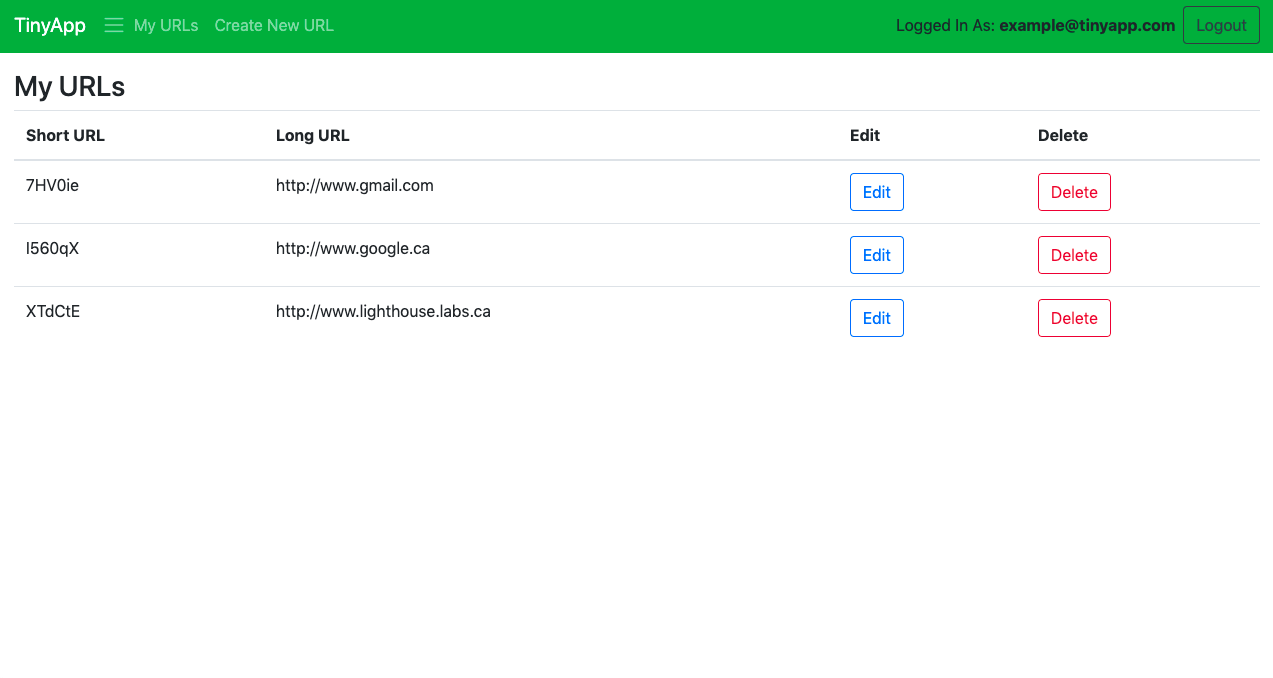 TinyApp My URLs Create New URL Logged In As: example@tinyapp.com Logout
My URLs
Short URL Long URL Edit Delete
7HV0ie http://www.gmail.com Edit Delete
I560qX http://www.google.ca Edit Delete
XTdCtE http://www.lighthouse.labs.ca Edit Delete